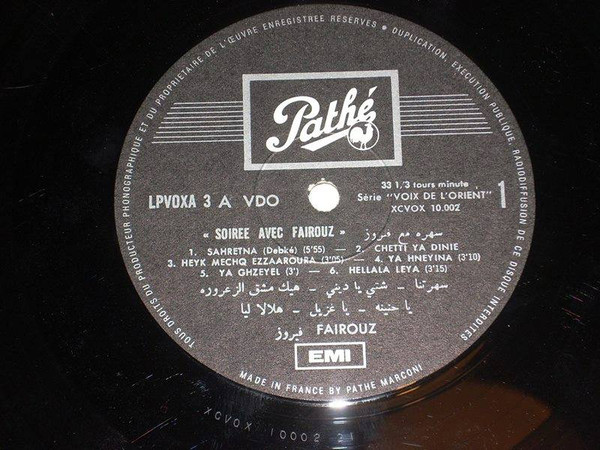 TOUS DROITS DU PRODUCTEUR PHONOGRAPHIQUE ET DU PROPRIETAIRE DE L'ŒUVRE ENREGISTREE RESERVES • DUPLICATION, EXECUTION PUBLIQUE, RADIODIFFUSION DE CE DISQUE INTERDITES
Pathé
LPVOXA 3 A VDO
33 1/3 tours minute
Série "VOIX DE L'ORIENT"
XCVOX 10.002
1
« SOIREE AVEC FAIROUZ » سهره مع فيروز
1. SAHRETNA (Debké) (5'55) — 2. CHETTI YA DINIE
3. HEYK MECHQ EZZAAROURA (3'05) — 4. YA HNEYINA (3'10)
5. YA GHZEYEL (3') — 6. HELLALA LEYA (3'15)
سهرتنا - شتي يا ديني - هيك مشق الزعروره
يا حنينه - يا غزيل - هلالا ليا
FAIROUZ فيروز
EMI
MADE IN FRANCE BY PATHE MARCONI
XCVOX 10002 21